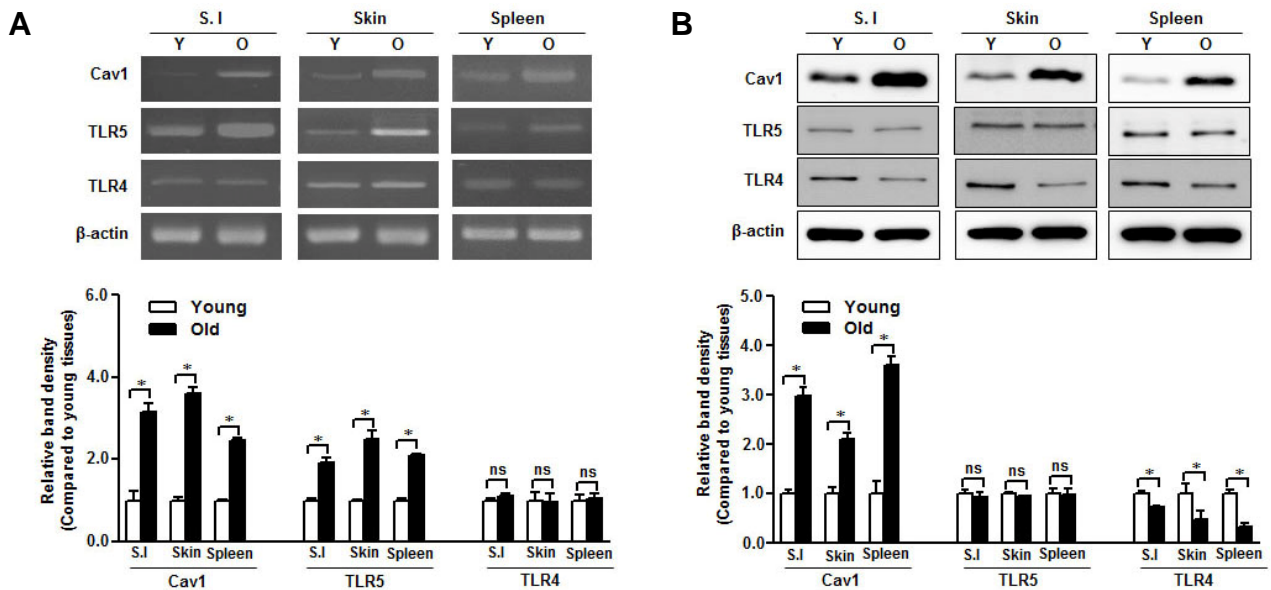 A
S. I Skin Spleen
Y O Y O Y O
Cav1
TLR5
TLR4
β-actin
6.0
4.0
2.0
0.0
Relative band density
(Compared to young tissues)
Young
Old
* * *
* * *
ns ns ns
S.I Skin Spleen S.I Skin Spleen S.I Skin Spleen
Cav1 TLR5 TLR4
B
S. I Skin Spleen
Y O Y O Y O
Cav1
TLR5
TLR4
β-actin
5.0
4.0
3.0
2.0
1.0
0.0
Relative band density
(Compared to young tissues)
Young
Old
* * *
ns ns ns
* * *
S.I Skin Spleen S.I Skin Spleen S.I Skin Spleen
Cav1 TLR5 TLR4